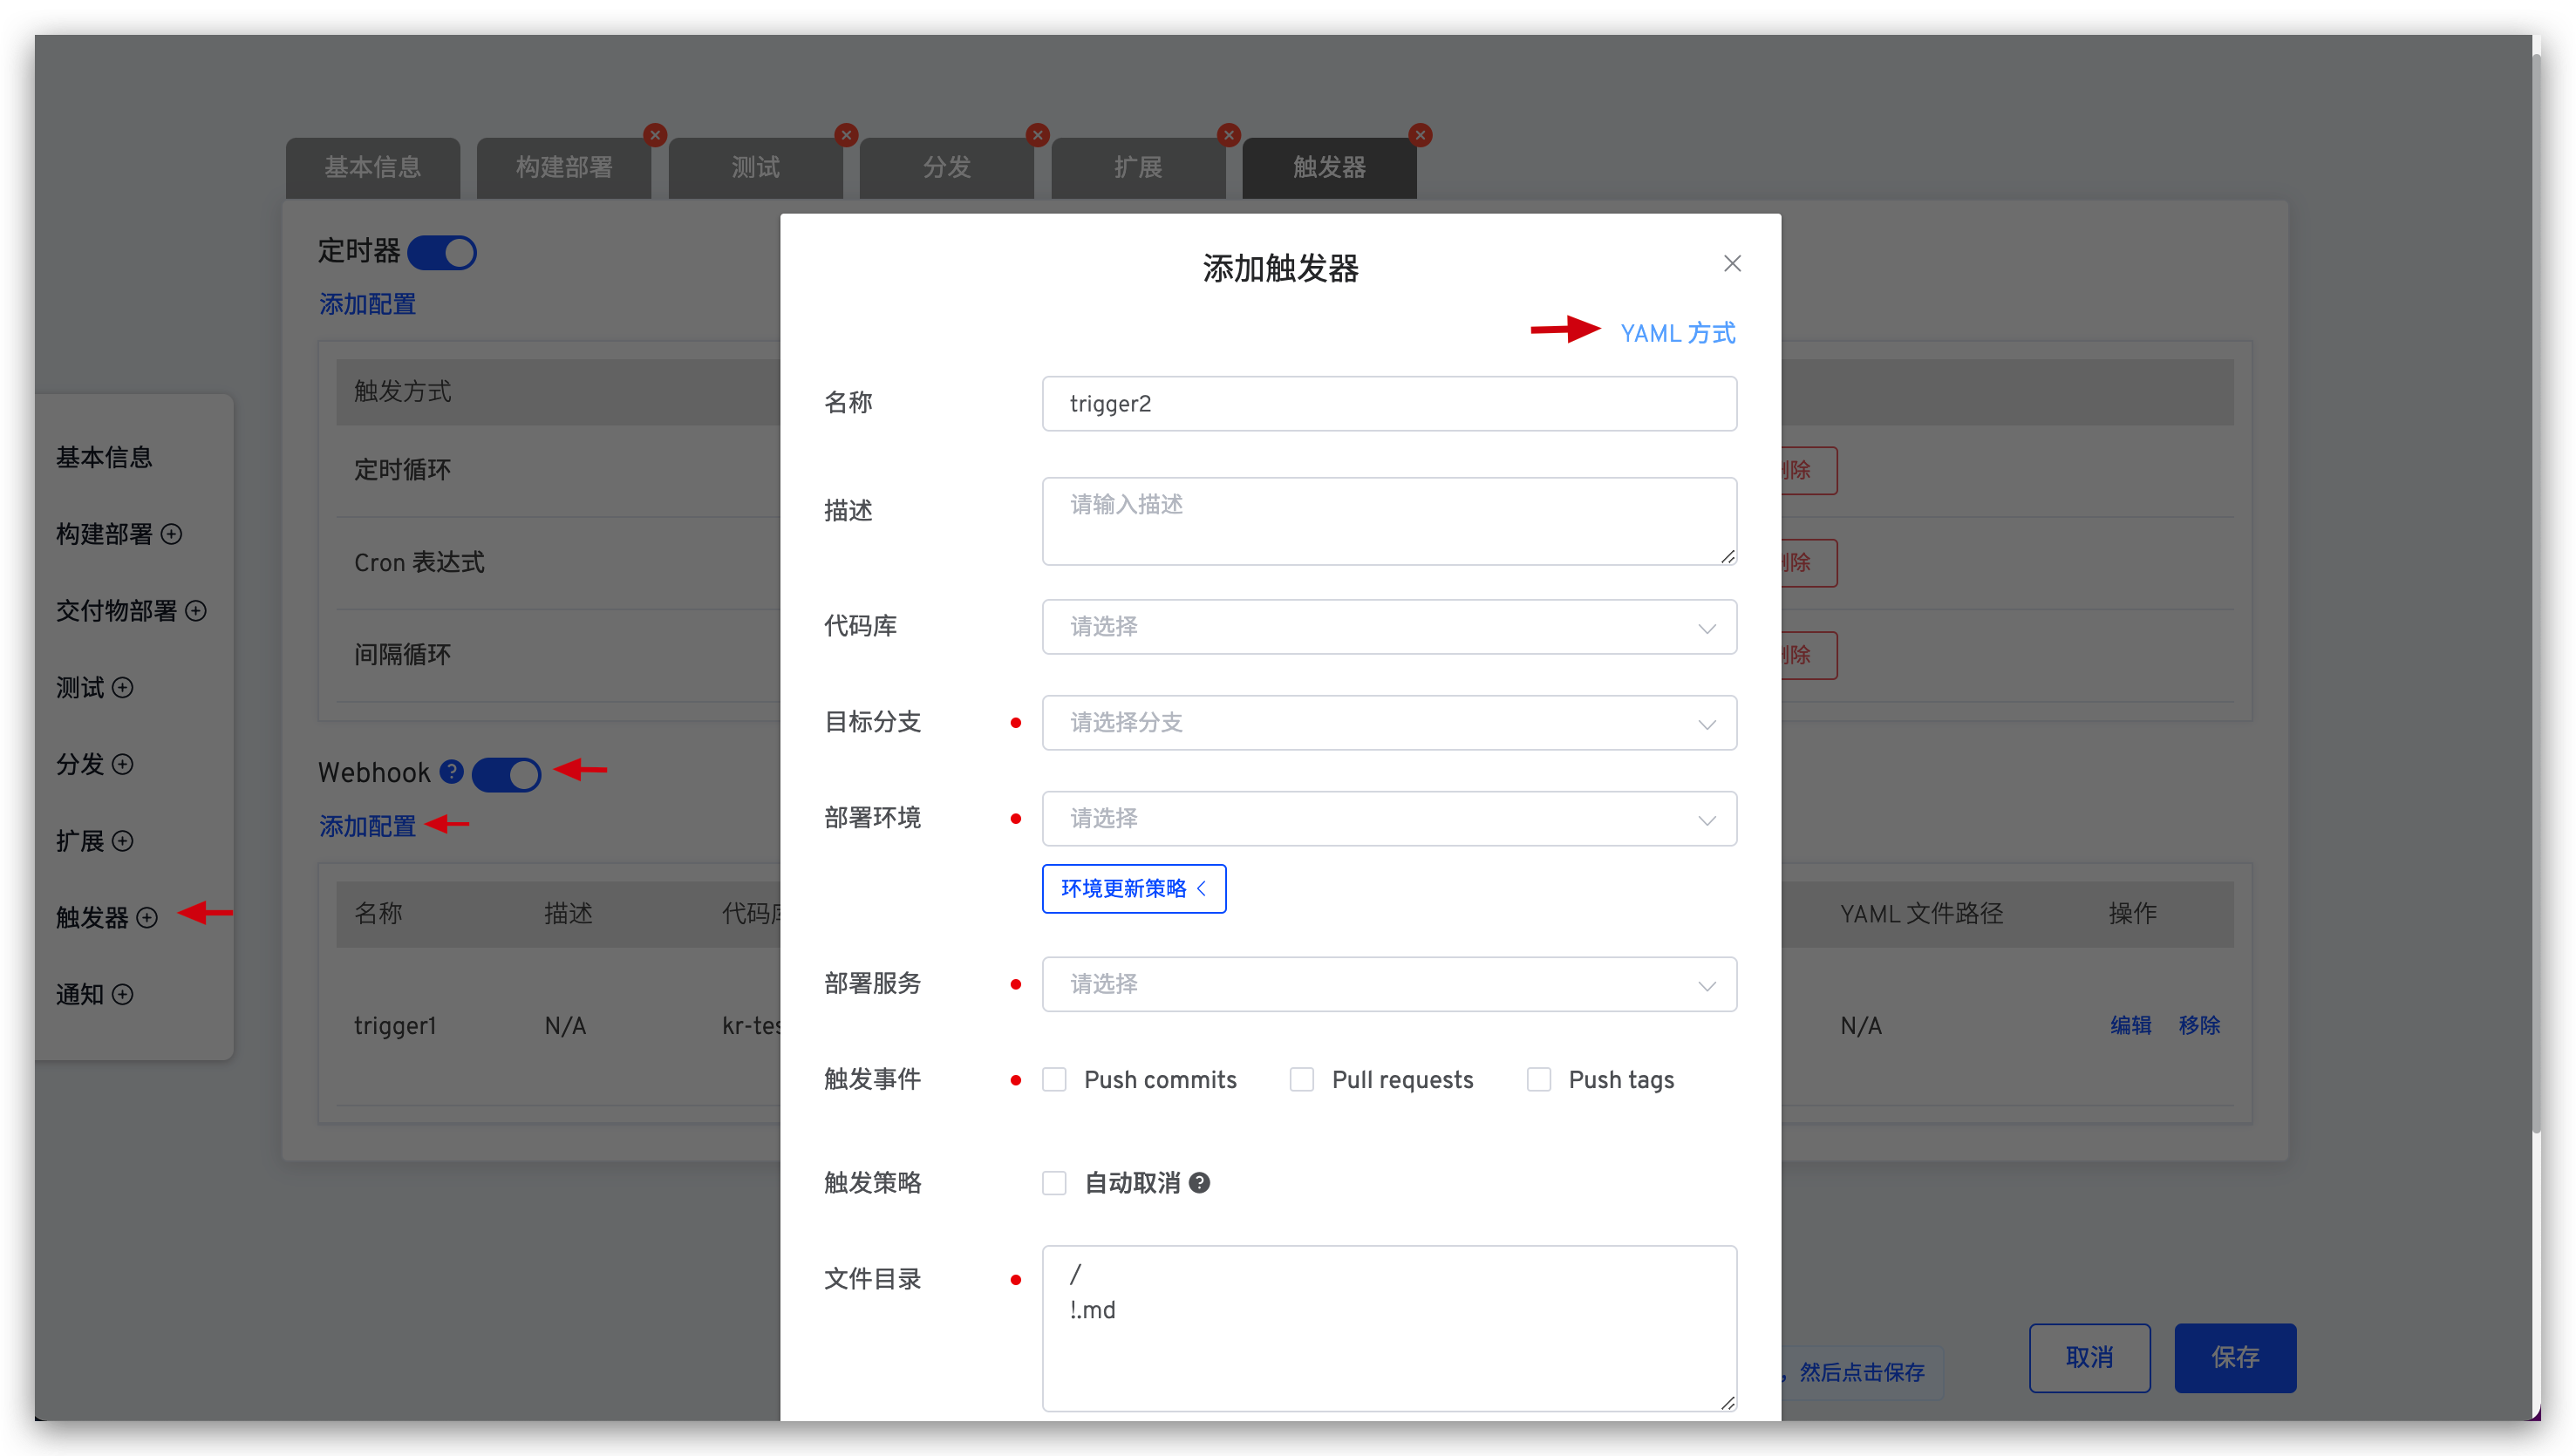 基本信息
构建部署
测试
分发
扩展
触发器
定时器
添加配置
触发方式
定时循环
Cron 表达式
间隔循环
Webhook
添加配置
名称 描述 代码 YAML 文件路径 操作
trigger1 N/A kr-tes N/A 编辑 移除
基本信息
构建部署
交付物部署
测试
分发
扩展
触发器
通知
添加触发器
YAML 方式
名称 trigger2
描述 请输入描述
代码库 请选择
目标分支 请选择分支
部署环境 请选择
环境更新策略
部署服务 请选择
触发事件 Push commits Pull requests Push tags
触发策略 自动取消
文件目录 /
!.md
除
除
除
，然后点击保存
取消
保存